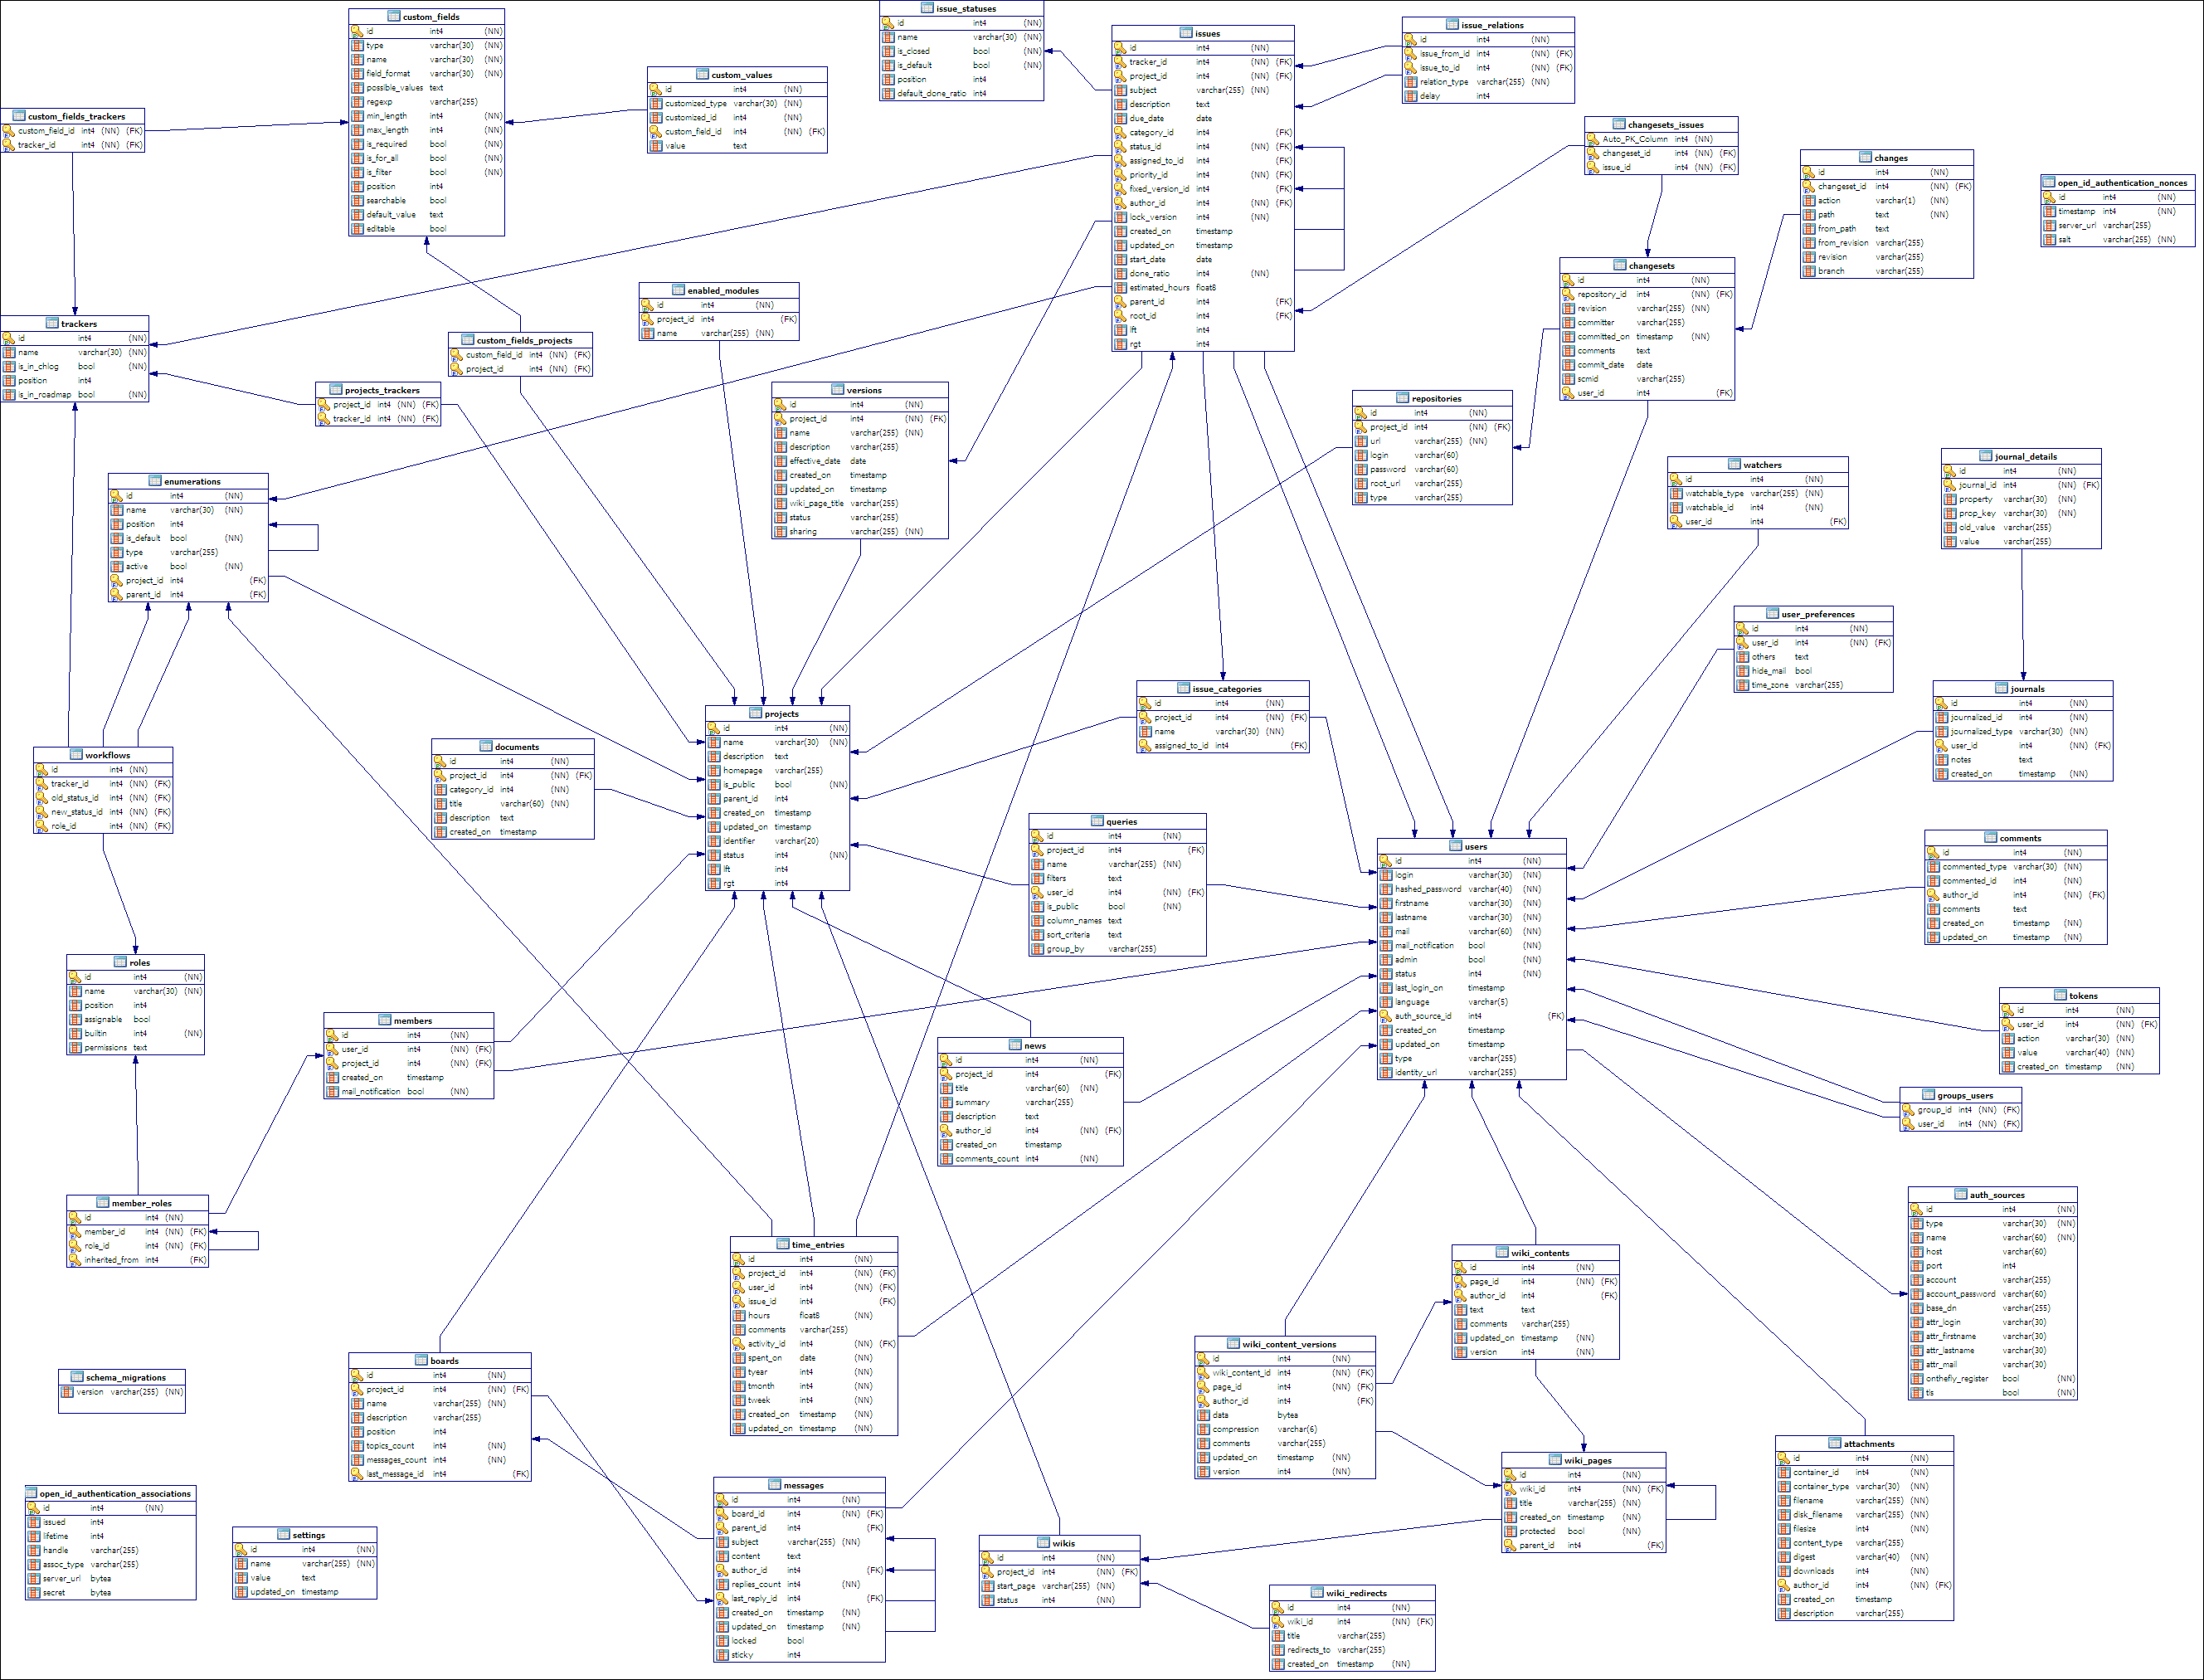 custom_fields
id int4 (NN)
type varchar(30) (NN)
name varchar(30) (NN)
field_format varchar(30) (NN)
possible_values text
regexp varchar(255)
min_length int4 (NN)
max_length int4 (NN)
is_required bool (NN)
is_for_all bool (NN)
is_filter bool (NN)
position int4
searchable bool
default_value text
editable bool
issue_statuses
id int4 (NN)
name varchar(30) (NN)
is_closed bool (NN)
is_default bool (NN)
position int4
default_done_ratio int4
issues
id int4 (NN)
tracker_id int4 (NN) (FK)
project_id int4 (NN) (FK)
subject varchar(255) (NN)
description text
due_date date
category_id int4 (FK)
status_id int4 (NN) (FK)
assigned_to_id int4 (FK)
priority_id int4 (NN) (FK)
fixed_version_id int4 (FK)
author_id int4 (NN) (FK)
lock_version int4 (NN)
created_on timestamp
updated_on timestamp
start_date date
done_ratio int4 (NN)
estimated_hours float8
parent_id int4 (FK)
root_id int4 (FK)
lft int4
rgt int4
issue_relations
id int4 (NN)
issue_from_id int4 (NN) (FK)
issue_to_id int4 (NN) (FK)
relation_type varchar(255) (NN)
delay int4
custom_values
id int4 (NN)
customized_type varchar(30) (NN)
customized_id int4 (NN)
custom_field_id int4 (NN) (FK)
value text
custom_fields_trackers
custom_field_id int4 (NN) (FK)
tracker_id int4 (NN) (FK)
changesets_issues
Auto_PK_Column int4 (NN)
changeset_id int4 (NN) (FK)
issue_id int4 (NN) (FK)
changes
id int4 (NN)
changeset_id int4 (NN) (FK)
action varchar(1) (NN)
path text (NN)
from_path text
from_revision varchar(255)
revision varchar(255)
branch varchar(255)
open_id_authentication_nonces
id int4 (NN)
timestamp int4 (NN)
server_url varchar(255)
salt varchar(255) (NN)
changesets
id int4 (NN)
repository_id int4 (NN) (FK)
revision varchar(255) (NN)
committer varchar(255)
committed_on timestamp (NN)
comments text
commit_date date
scmid varchar(255)
user_id int4 (FK)
enabled_modules
id int4 (NN)
project_id int4 (FK)
name varchar(255) (NN)
trackers
id int4 (NN)
name varchar(30) (NN)
is_in_chlog bool (NN)
position int4
is_in_roadmap bool (NN)
custom_fields_projects
custom_field_id int4 (NN) (FK)
project_id int4 (NN) (FK)
projects_trackers
project_id int4 (NN) (FK)
tracker_id int4 (NN) (FK)
versions
id int4 (NN)
project_id int4 (NN) (FK)
name varchar(255) (NN)
description varchar(255)
effective_date date
created_on timestamp
updated_on timestamp
wiki_page_title varchar(255)
status varchar(255)
sharing varchar(255) (NN)
repositories
id int4 (NN)
project_id int4 (NN) (FK)
url varchar(255) (NN)
login varchar(60)
password varchar(60)
root_url varchar(255)
type varchar(255)
watchers
id int4 (NN)
watchable_type varchar(255) (NN)
watchable_id int4 (NN)
user_id int4 (FK)
journal_details
id int4 (NN)
journal_id int4 (NN) (FK)
property varchar(30) (NN)
prop_key varchar(30) (NN)
old_value varchar(255)
value varchar(255)
enumerations
id int4 (NN)
name varchar(30) (NN)
position int4
is_default bool (NN)
type varchar(255)
active bool (NN)
project_id int4 (FK)
parent_id int4 (FK)
user_preferences
id int4 (NN)
user_id int4 (NN) (FK)
others text
hide_mail bool
time_zone varchar(255)
issue_categories
id int4 (NN)
project_id int4 (NN) (FK)
name varchar(30) (NN)
assigned_to_id int4 (FK)
journals
id int4 (NN)
journalized_id int4 (NN)
journalized_type varchar(30) (NN)
user_id int4 (NN) (FK)
notes text
created_on timestamp (NN)
projects
id int4 (NN)
name varchar(30) (NN)
description text
homepage varchar(255)
is_public bool (NN)
parent_id int4
created_on timestamp
updated_on timestamp
identifier varchar(20)
status int4 (NN)
lft int4
rgt int4
documents
id int4 (NN)
project_id int4 (NN) (FK)
category_id int4 (NN)
title varchar(60) (NN)
description text
created_on timestamp
workflows
id int4 (NN)
tracker_id int4 (NN) (FK)
old_status_id int4 (NN) (FK)
new_status_id int4 (NN) (FK)
role_id int4 (NN) (FK)
queries
id int4 (NN)
project_id int4 (FK)
name varchar(255) (NN)
filters text
user_id int4 (NN) (FK)
is_public bool (NN)
column_names text
sort_criteria text
group_by varchar(255)
users
id int4 (NN)
login varchar(30) (NN)
hashed_password varchar(40) (NN)
firstname varchar(30) (NN)
lastname varchar(30) (NN)
mail varchar(60) (NN)
mail_notification bool (NN)
admin bool (NN)
status int4 (NN)
last_login_on timestamp
language varchar(5)
auth_source_id int4 (FK)
created_on timestamp
updated_on timestamp
type varchar(255)
identity_url varchar(255)
comments
id int4 (NN)
commented_type varchar(30) (NN)
commented_id int4 (NN)
author_id int4 (NN) (FK)
comments text
created_on timestamp (NN)
updated_on timestamp (NN)
roles
id int4 (NN)
name varchar(30) (NN)
position int4
assignable bool
builtin int4 (NN)
permissions text
tokens
id int4 (NN)
user_id int4 (NN) (FK)
action varchar(30) (NN)
value varchar(40) (NN)
created_on timestamp (NN)
members
id int4 (NN)
user_id int4 (NN) (FK)
project_id int4 (NN) (FK)
created_on timestamp
mail_notification bool (NN)
news
id int4 (NN)
project_id int4 (FK)
title varchar(60) (NN)
summary varchar(255)
description text
author_id int4 (NN) (FK)
created_on timestamp
comments_count int4 (NN)
groups_users
group_id int4 (NN) (FK)
user_id int4 (NN) (FK)
auth_sources
id int4 (NN)
type varchar(30) (NN)
name varchar(60) (NN)
host varchar(60)
port int4
account varchar(255)
account_password varchar(60)
base_dn varchar(255)
attr_login varchar(30)
attr_firstname varchar(30)
attr_lastname varchar(30)
attr_mail varchar(30)
onthefly_register bool (NN)
tls bool (NN)
member_roles
id int4 (NN)
member_id int4 (NN) (FK)
role_id int4 (NN) (FK)
inherited_from int4 (FK)
time_entries
id int4 (NN)
project_id int4 (NN) (FK)
user_id int4 (NN) (FK)
issue_id int4 (FK)
hours float8 (NN)
comments varchar(255)
activity_id int4 (NN) (FK)
spent_on date (NN)
tyear int4 (NN)
tmonth int4 (NN)
tweek int4 (NN)
created_on timestamp (NN)
updated_on timestamp (NN)
wiki_contents
id int4 (NN)
page_id int4 (NN) (FK)
author_id int4 (FK)
text text
comments varchar(255)
updated_on timestamp (NN)
version int4 (NN)
wiki_content_versions
id int4 (NN)
wiki_content_id int4 (NN) (FK)
page_id int4 (NN) (FK)
author_id int4 (FK)
data bytea
compression varchar(6)
comments varchar(255)
updated_on timestamp (NN)
version int4 (NN)
boards
id int4 (NN)
project_id int4 (NN) (FK)
name varchar(255) (NN)
description varchar(255)
position int4
topics_count int4 (NN)
messages_count int4 (NN)
last_message_id int4 (FK)
schema_migrations
version varchar(255) (NN)
attachments
id int4 (NN)
container_id int4 (NN)
container_type varchar(30) (NN)
filename varchar(255) (NN)
disk_filename varchar(255) (NN)
filesize int4 (NN)
content_type varchar(255)
digest varchar(40) (NN)
downloads int4 (NN)
author_id int4 (NN) (FK)
created_on timestamp
description varchar(255)
wiki_pages
id int4 (NN)
wiki_id int4 (NN) (FK)
title varchar(255) (NN)
created_on timestamp (NN)
protected bool (NN)
parent_id int4 (FK)
messages
id int4 (NN)
board_id int4 (NN) (FK)
parent_id int4 (FK)
subject varchar(255) (NN)
content text
author_id int4 (FK)
replies_count int4 (NN)
last_reply_id int4 (FK)
created_on timestamp (NN)
updated_on timestamp (NN)
locked bool
sticky int4
open_id_authentication_associations
id int4 (NN)
issued int4
lifetime int4
handle varchar(255)
assoc_type varchar(255)
server_url bytea
secret bytea
settings
id int4 (NN)
name varchar(255) (NN)
value text
updated_on timestamp
wikis
id int4 (NN)
project_id int4 (NN) (FK)
start_page varchar(255) (NN)
status int4 (NN)
wiki_redirects
id int4 (NN)
wiki_id int4 (NN) (FK)
title varchar(255)
redirects_to varchar(255)
created_on timestamp (NN)